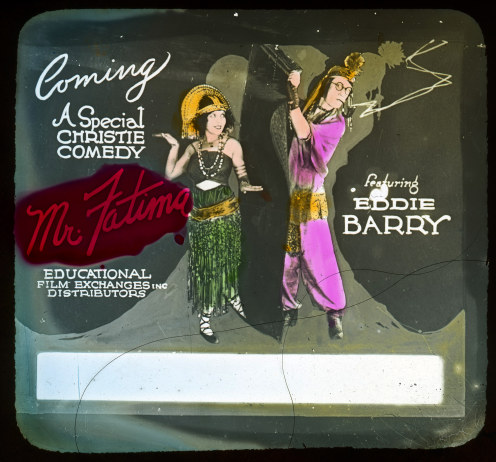 Coming
A Special
CHRISTIE
COMEDY
Mr. Fatima
featuring
EDDIE
BARRY
EDUCATIONAL
FILM EXCHANGES INC
DISTRIBUTORS